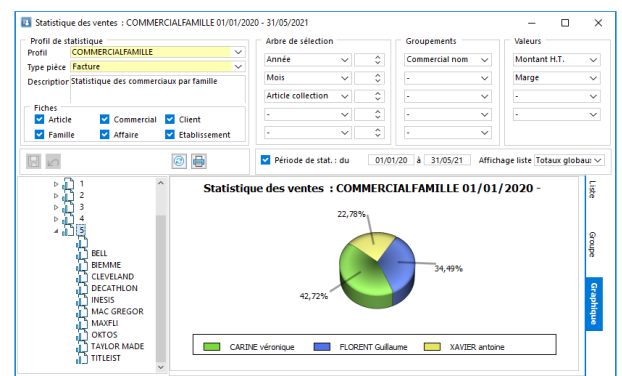 Statistique des ventes : COMMERCIALFAMILLE 01/01/2020 - 31/05/2021
Profil de statistique
Profil COMMERCIALFAMILLE
Type pièce Facture
Description Statistique des commerciaux par famille
Fiches
Article Commercial Client
Famille Affaire Etablissement
Arbre de sélection
Année
Mois
Article collection
-
-
Groupements
Commercial nom
-
-
-
-
Valeurs
Montant H.T.
Marge
-
-
Période de stat. : du 01/01/20 à 31/05/21 Affichage liste Totaux globau
1
2
3
4
5
BELL
BIEMME
CLEVELAND
DECATHLON
INESIS
MAC GREGOR
MAXFLI
OKTOS
TAYLOR MADE
TITLEIST
Statistique des ventes : COMMERCIALFAMILLE 01/01/2020 -
22,78%
34,49%
42,72%
CARINE véronique FLORENT Guillaume XAVIER antoine
Liste
Groupe
Graphique